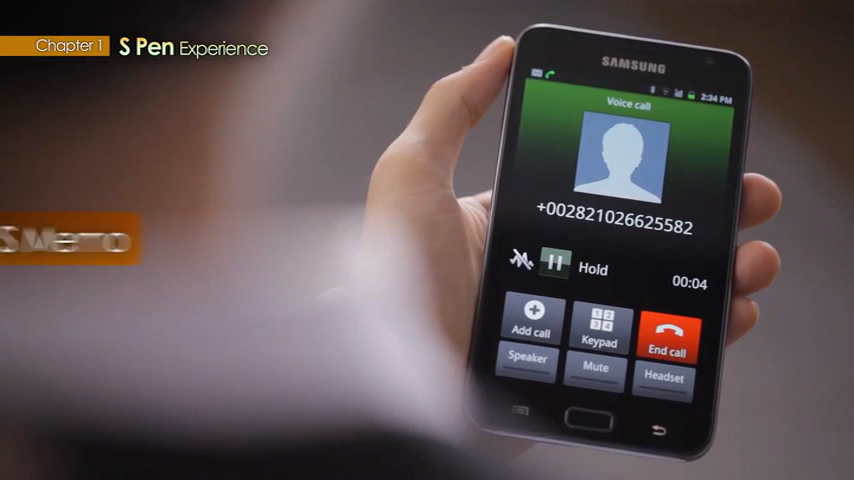 Chapter 1 S Pen Experience
SAMSUNG
2:34 PM
Voice call
+002821026625582
Hold
00:04
Add call
Keypad
End call
Speaker
Mute
Headset
S Memo